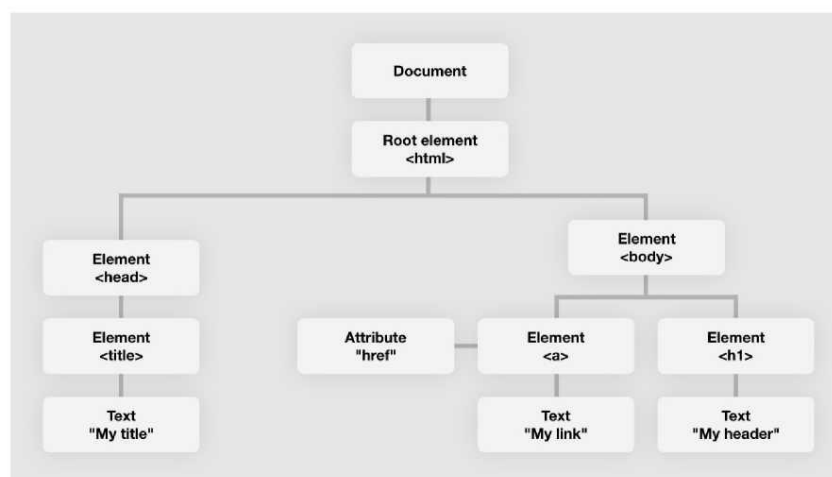 Document
Root element
<html>
Element
<head>
Element
<body>
Element
<title>
Attribute
"href"
Element
<a>
Element
<h1>
Text
"My title"
Text
"My link"
Text
"My header"